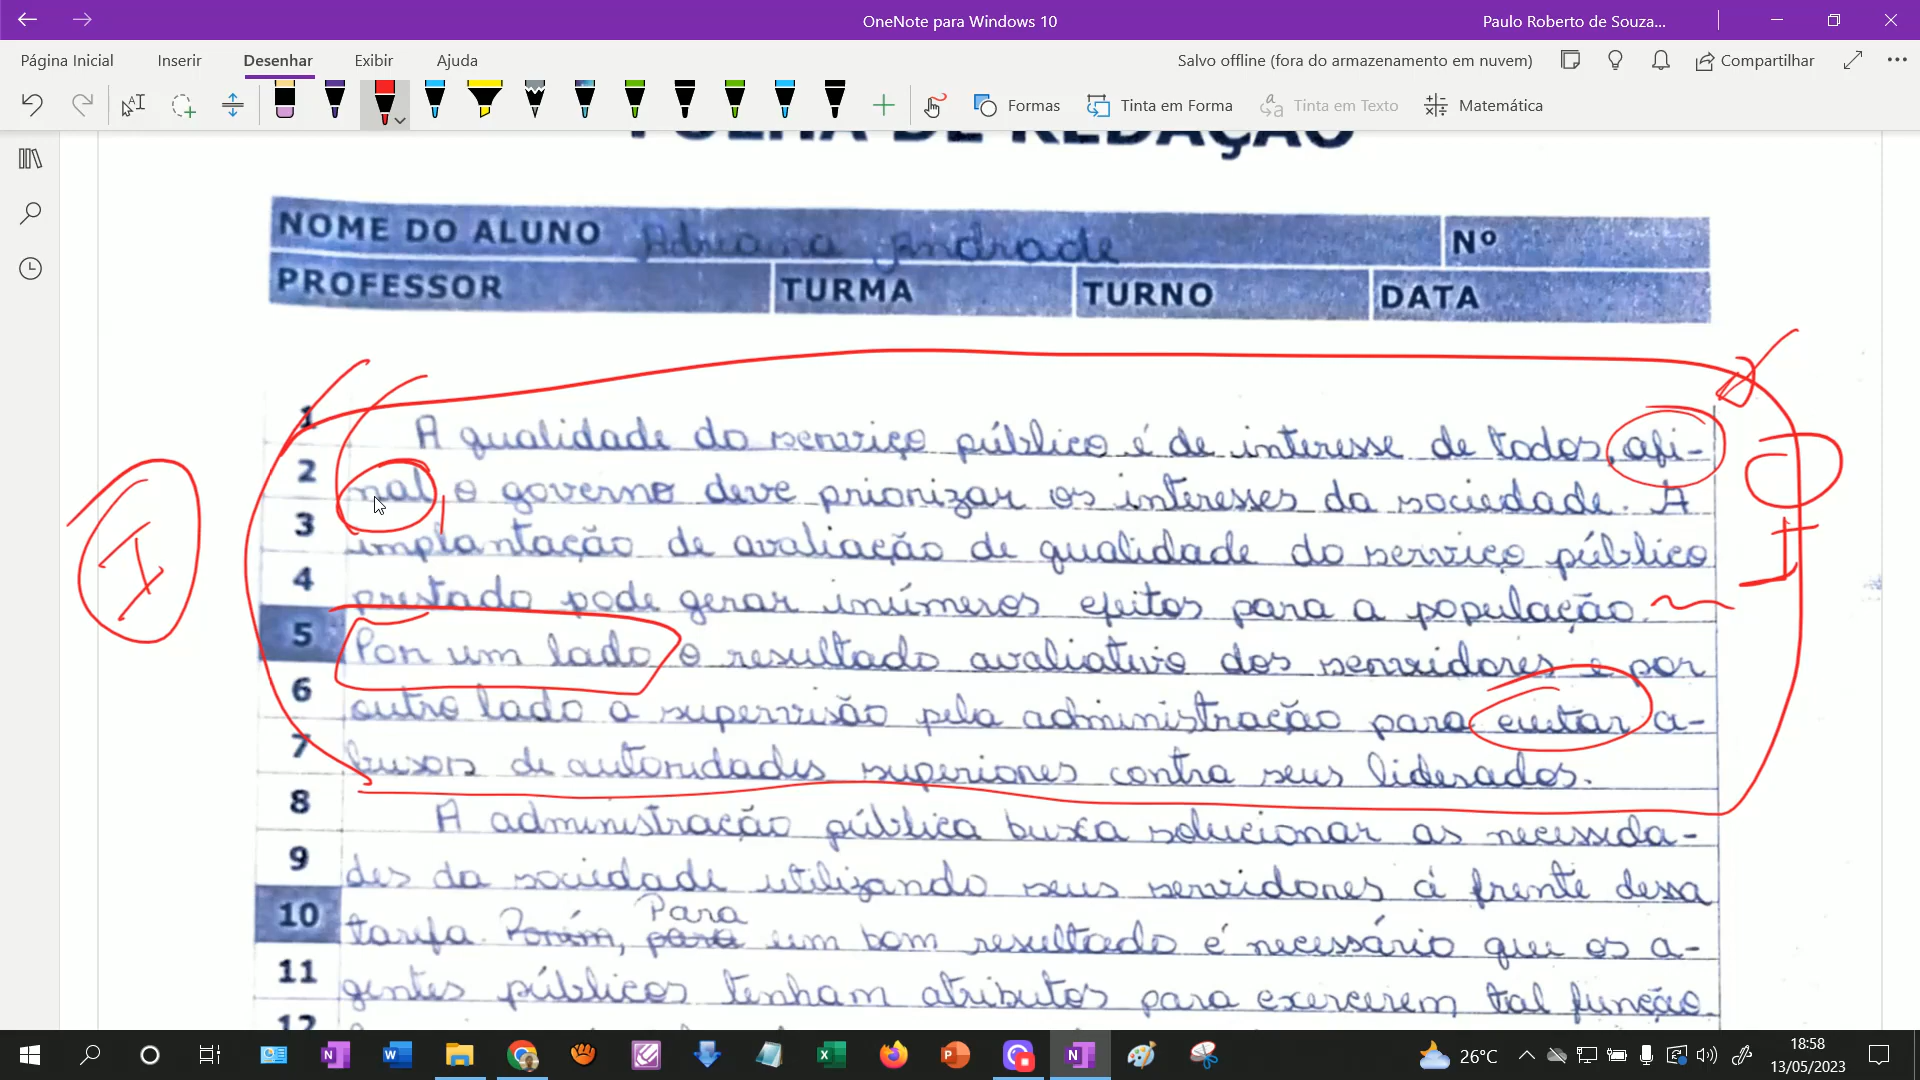 OneNote para Windows 10
Paulo Roberto de Souza...
Página Inicial Inserir Desenhar Exibir Ajuda
Salvo offline (fora do armazenamento em nuvem) Compartilhar
Formas Tinta em Forma Tinta em Texto Matemática
FOLHA DE REDAÇÃO
NOME DO ALUNO Adriana Andrade Nº
PROFESSOR TURMA TURNO DATA
1 A qualidade do serviço público é de interesse de todos, afi-
2 nal o governo deve priorizar os interesses da sociedade. A
3 implantação de avaliação de qualidade do serviço público
4 prestado pode gerar inúmeros efeitos para a população.
5 Por um lado o resultado avaliativo dos servidores e por
6 outro lado a supervisão pela administração para evitar a-
7 busos de autoridades superiores contra seus liderados.
8 A administração pública busca solucionar as necessida-
9 des da sociedade utilizando seus servidores à frente dessa
Para
10 tarefa. Porém, para um bom resultado é necessário que os a-
11 gentes públicos tenham atributos para exercerem tal função.
12
I
I
26°C
18:58
13/05/2023